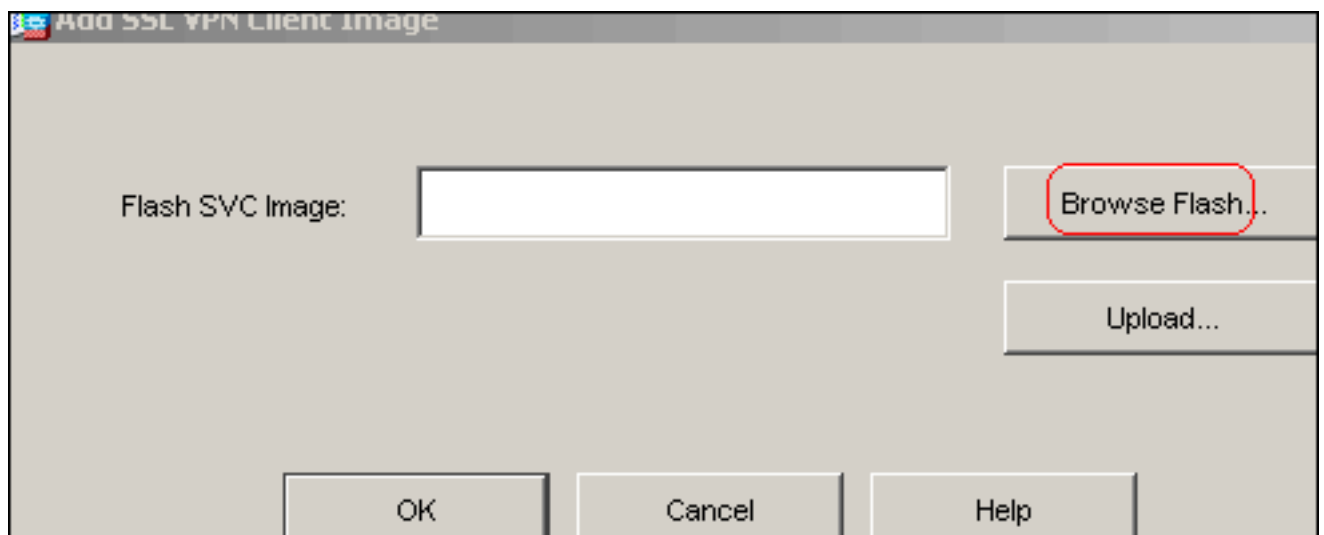 Add SSL VPN Client Image
Flash SVC Image:
Browse Flash...
Upload...
OK
Cancel
Help